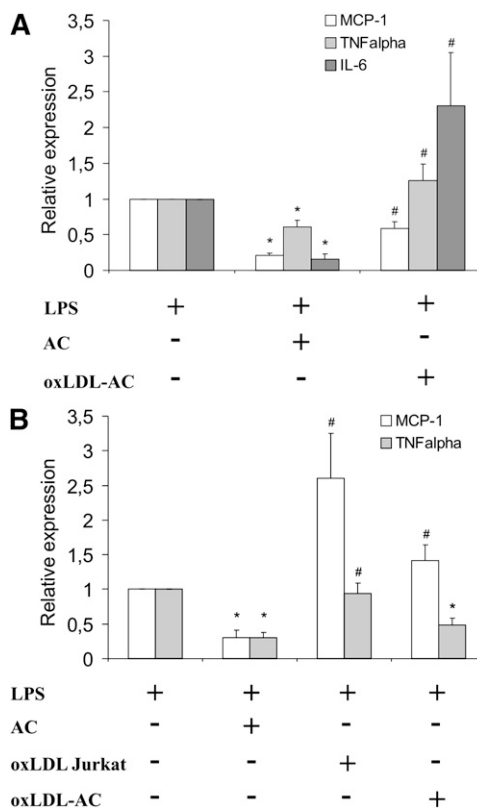 A
MCP-1
TNFalpha
IL-6
Relative expression
3,5
3
2,5
2
1,5
1
0,5
0
* * *
# # #
LPS + + +
AC - + -
oxLDL-AC - - +
B
MCP-1
TNFalpha
Relative expression
3,5
3
2,5
2
1,5
1
0,5
0
* *
# #
# *
LPS + + + +
AC - + - -
oxLDL Jurkat - - + -
oxLDL-AC - - - +